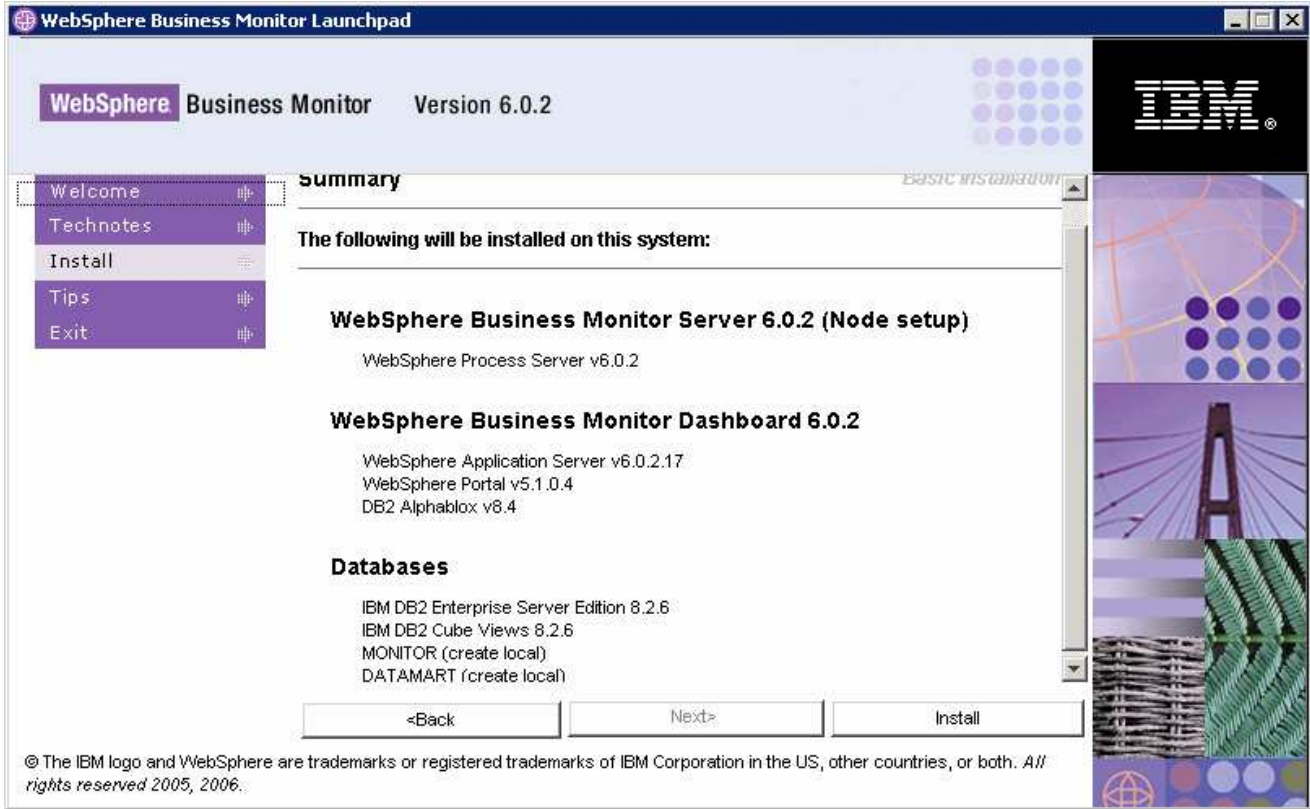 WebSphere Business Monitor Launchpad
WebSphere Business Monitor Version 6.0.2
IBM®
Welcome
Technotes
Install
Tips
Exit
Summary
Basic Installation
The following will be installed on this system:
WebSphere Business Monitor Server 6.0.2 (Node setup)
WebSphere Process Server v6.0.2
WebSphere Business Monitor Dashboard 6.0.2
WebSphere Application Server v6.0.2.17
WebSphere Portal v5.1.0.4
DB2 Alphablox v8.4
Databases
IBM DB2 Enterprise Server Edition 8.2.6
IBM DB2 Cube Views 8.2.6
MONITOR (create local)
DATAMART (create local)
<Back
Next>
Install
© The IBM logo and WebSphere are trademarks or registered trademarks of IBM Corporation in the US, other countries, or both. All
rights reserved 2005, 2006.